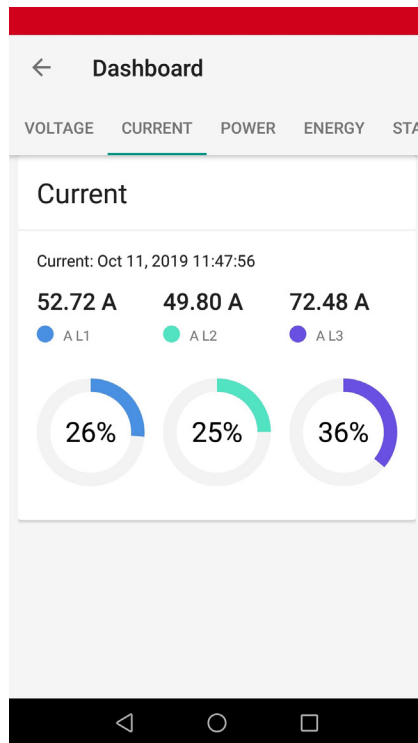 Dashboard
VOLTAGE CURRENT POWER ENERGY STA
Current
Current: Oct 11, 2019 11:47:56
52.72 A 49.80 A 72.48 A
A L1 A L2 A L3
26% 25% 36%